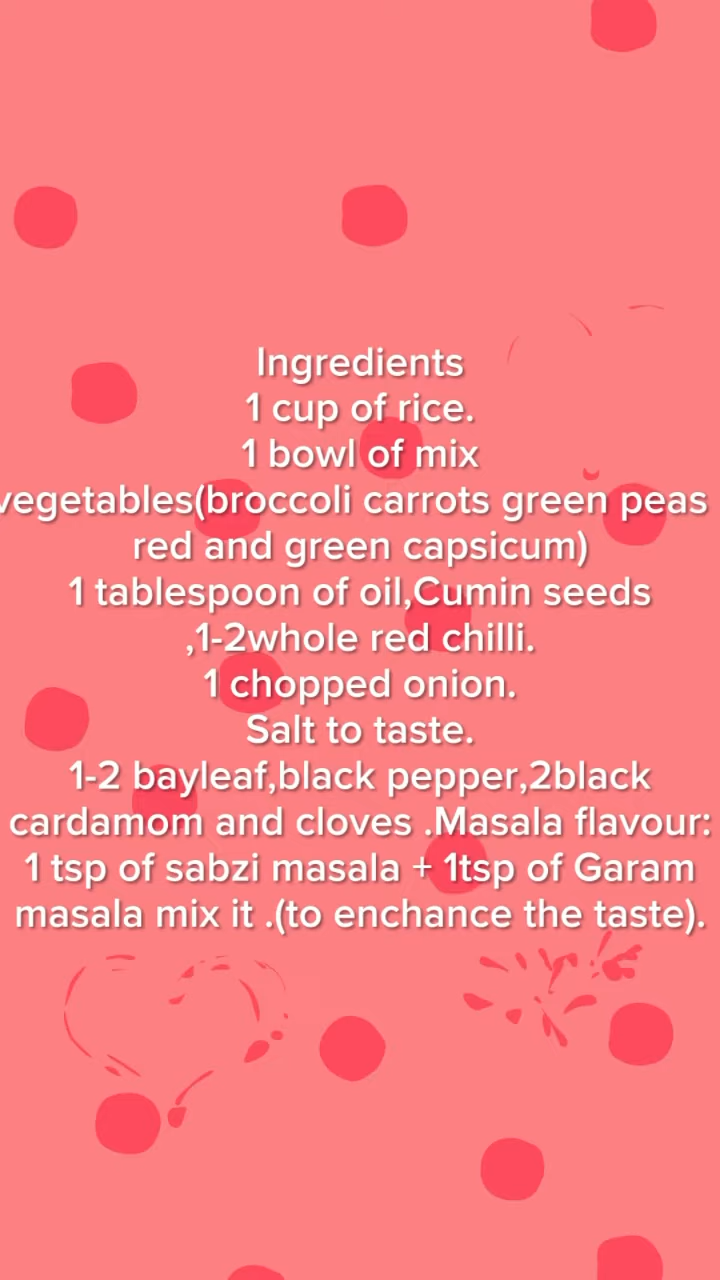 Ingredients
1 cup of rice.
1 bowl of mix
vegetables(broccoli carrots green peas
red and green capsicum)
1 tablespoon of oil,Cumin seeds
,1-2whole red chilli.
1 chopped onion.
Salt to taste.
1-2 bayleaf,black pepper,2black
cardamom and cloves .Masala flavour:
1 tsp of sabzi masala + 1tsp of Garam
masala mix it .(to enchance the taste).